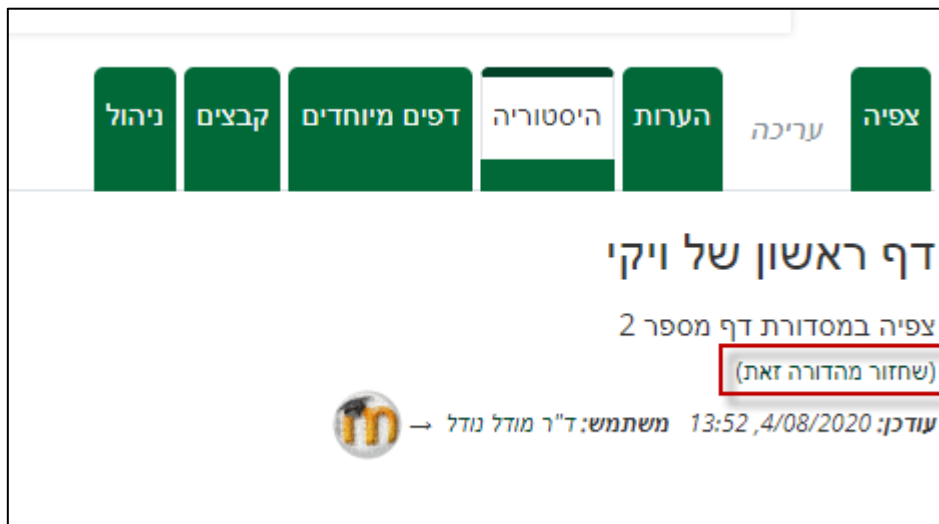 צפיה עריכה הערות היסטוריה דפים מיוחדים קבצים ניהול
דף ראשון של ויקי
צפיה במסדורת דף מספר 2
(שחזור מהדורה זאת)
עודכן: 4/08/2020, 13:52 משתמש: ד"ר מודל נודל ←